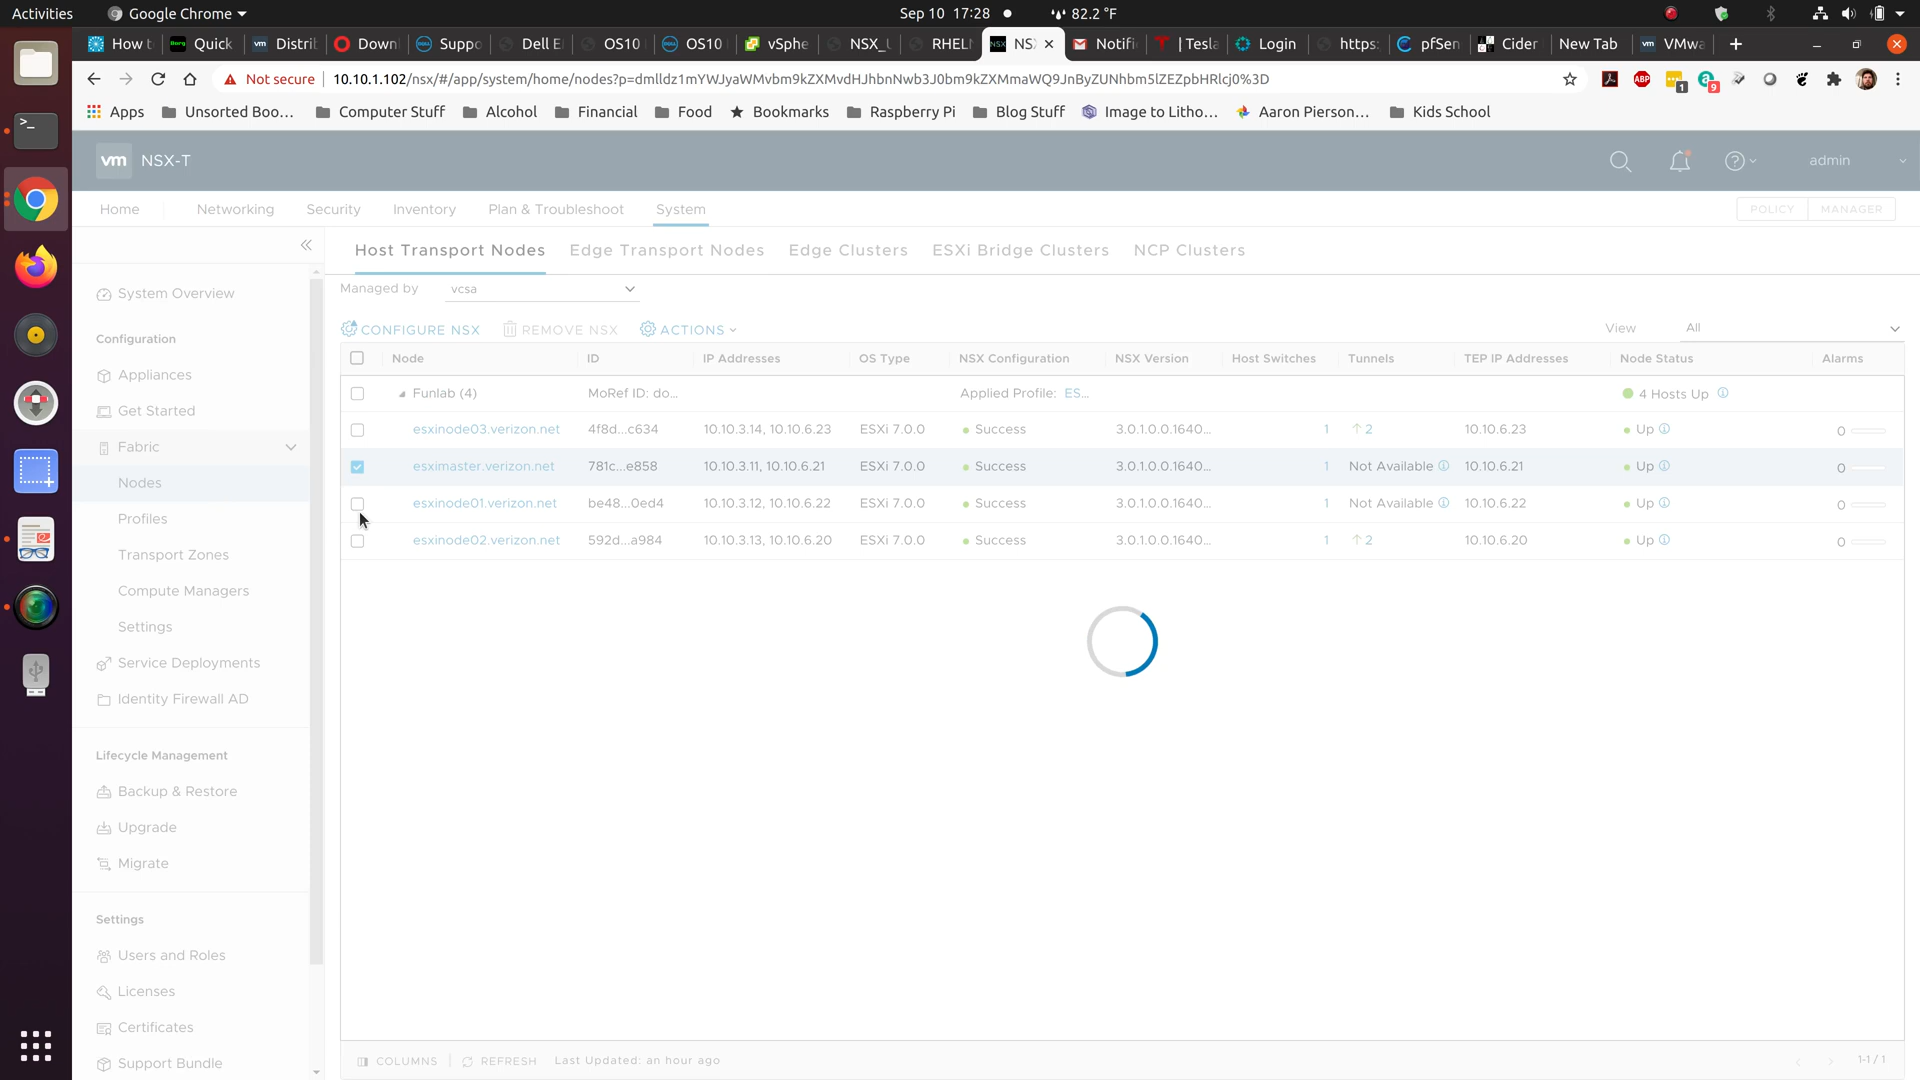 Activities
Google Chrome
Sep 10 17:28
82.2 °F
How t
Quick
Distrib
Down
Suppo
Dell E
OS10
OS10
vSphe
NSX_U
RHELN
NSX
Notifi
| Tesla
Login
https:
pfSen
Cider
New Tab
VMwa
Not secure
10.10.1.102/nsx/#/app/system/home/nodes?p=dmlldz1mYWJyaWMvbm9kZXMvdHJhbnNwb3J0bm9kZXMmaWQ9JnByZUNhbm5lZEZpbHRlcj0%3D
ABP
1
9
Apps
Unsorted Boo...
Computer Stuff
Alcohol
Financial
Food
Bookmarks
Raspberry Pi
Blog Stuff
Image to Litho...
Aaron Pierson...
Kids School
vm NSX-T
admin
Home
Networking
Security
Inventory
Plan & Troubleshoot
System
POLICY
MANAGER
System Overview
Configuration
Appliances
Get Started
Fabric
Nodes
Profiles
Transport Zones
Compute Managers
Settings
Service Deployments
Identity Firewall AD
Lifecycle Management
Backup & Restore
Upgrade
Migrate
Settings
Users and Roles
Licenses
Certificates
Support Bundle
Host Transport Nodes
Edge Transport Nodes
Edge Clusters
ESXi Bridge Clusters
NCP Clusters
Managed by vcsa
CONFIGURE NSX
REMOVE NSX
ACTIONS
View All
Node ID IP Addresses OS Type NSX Configuration NSX Version Host Switches Tunnels TEP IP Addresses Node Status Alarms
Funlab (4) MoRef ID: do... Applied Profile: ES... 4 Hosts Up
esxinode03.verizon.net 4f8d...c634 10.10.3.14, 10.10.6.23 ESXi 7.0.0 Success 3.0.1.0.0.1640... 1 2 10.10.6.23 Up 0
esximaster.verizon.net 781c...e858 10.10.3.11, 10.10.6.21 ESXi 7.0.0 Success 3.0.1.0.0.1640... 1 Not Available 10.10.6.21 Up 0
esxinode01.verizon.net be48...0ed4 10.10.3.12, 10.10.6.22 ESXi 7.0.0 Success 3.0.1.0.0.1640... 1 Not Available 10.10.6.22 Up 0
esxinode02.verizon.net 592d...a984 10.10.3.13, 10.10.6.20 ESXi 7.0.0 Success 3.0.1.0.0.1640... 1 2 10.10.6.20 Up 0
COLUMNS
REFRESH
Last Updated: an hour ago
1-1 / 1